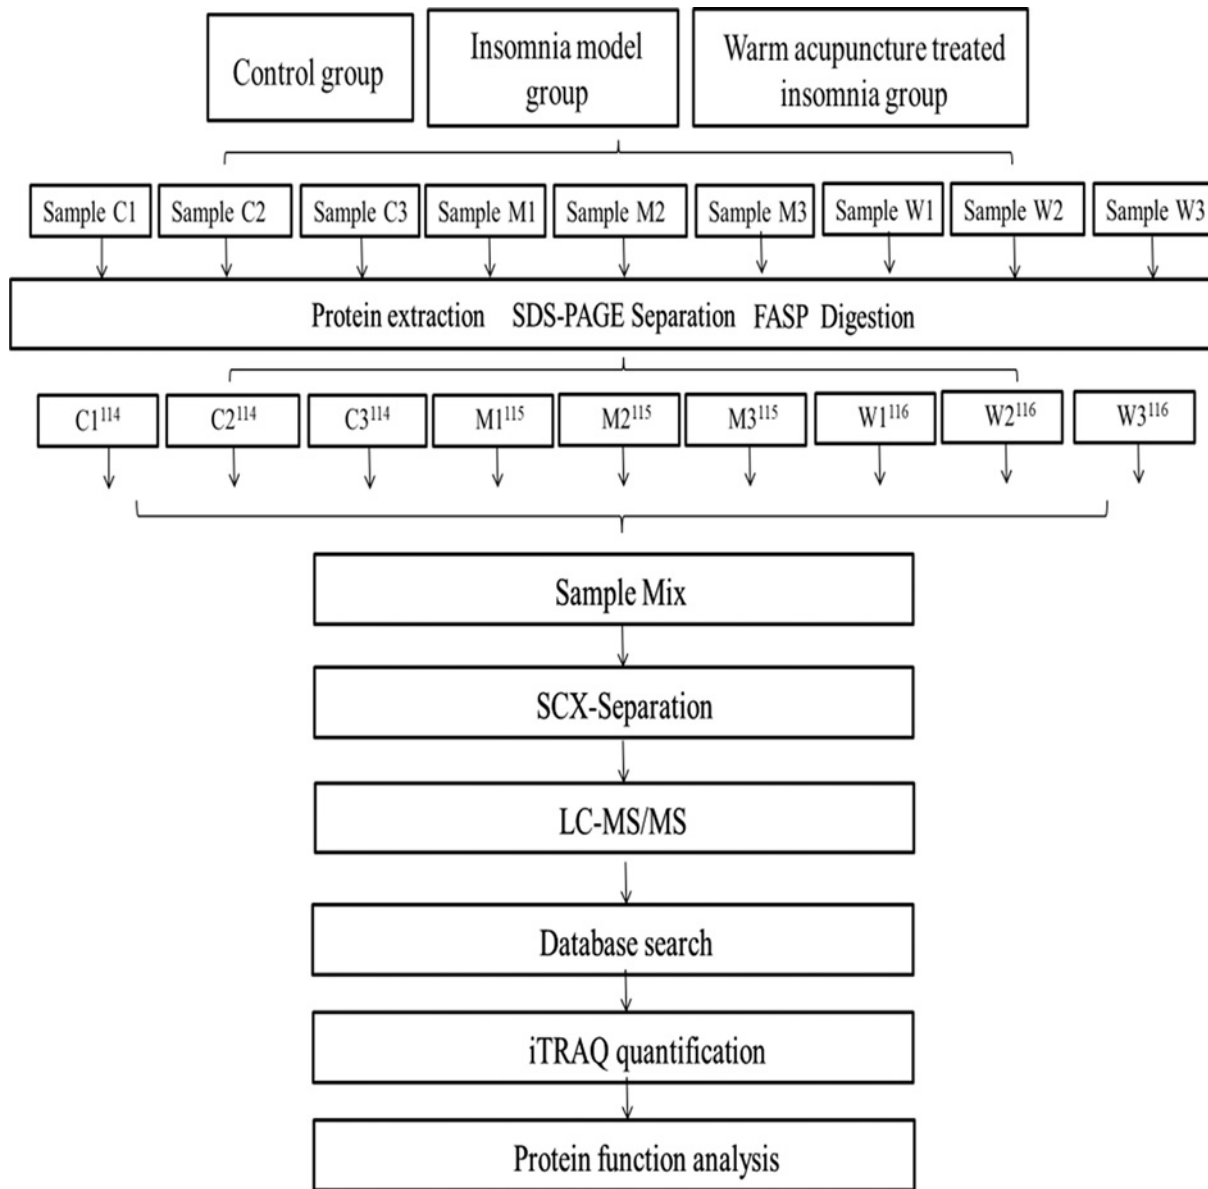 Control group
Insomnia model
group
Warm acupuncture treated
insomnia group
Sample C1
Sample C2
Sample C3
Sample M1
Sample M2
Sample M3
Sample W1
Sample W2
Sample W3
Protein extraction SDS-PAGE Separation FASP Digestion
C1¹¹⁴
C2¹¹⁴
C3¹¹⁴
M1¹¹⁵
M2¹¹⁵
M3¹¹⁵
W1¹¹⁶
W2¹¹⁶
W3¹¹⁶
Sample Mix
SCX-Separation
LC-MS/MS
Database search
iTRAQ quantification
Protein function analysis